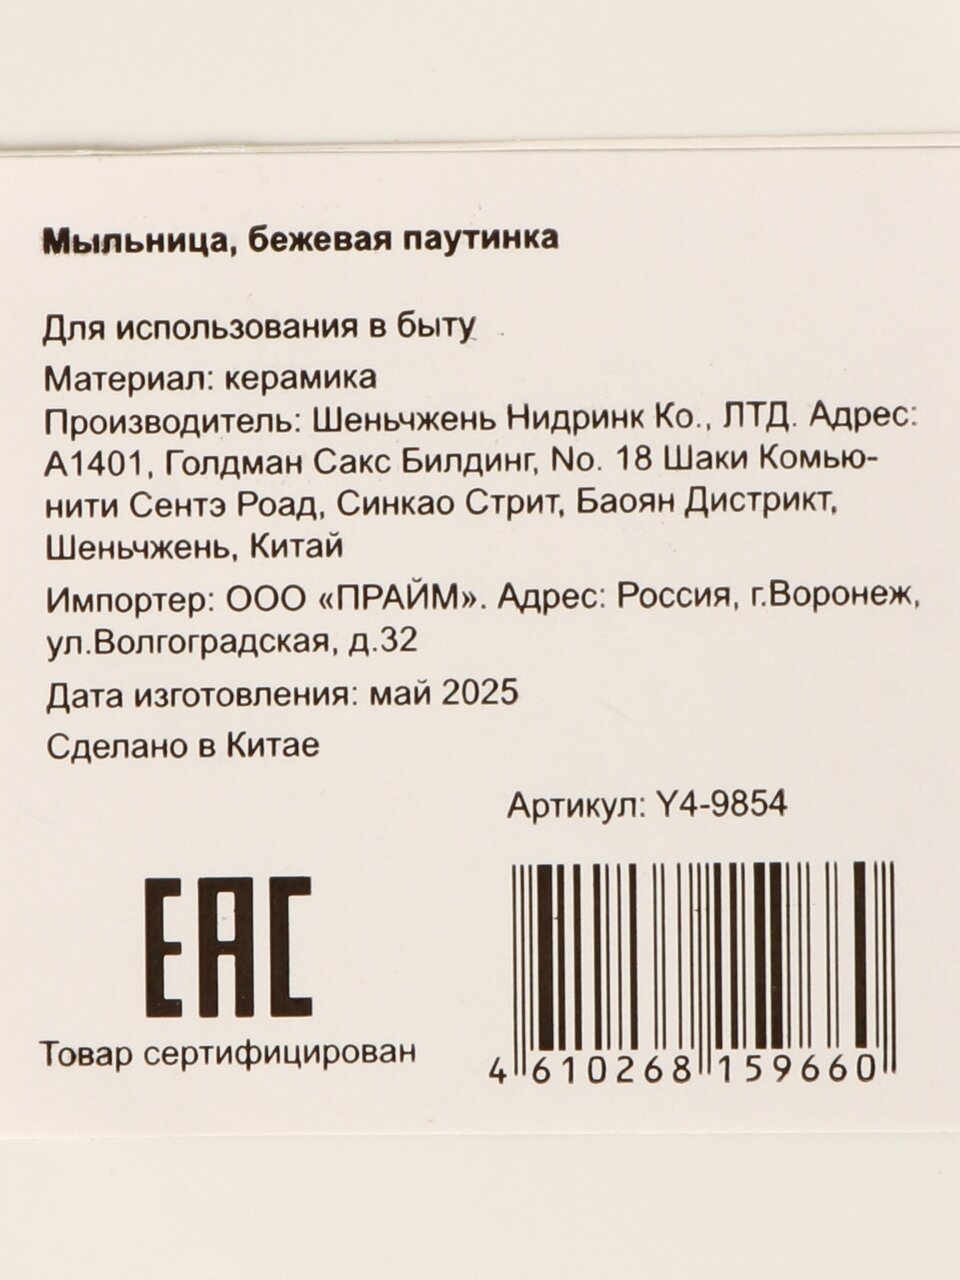 Мыльница, бежевая паутинка
Для использования в быту
Материал: керамика
Производитель: Шеньчжень Нидринк Ко., ЛТД. Адрес:
А1401, Голдман Сакс Билдинг, No. 18 Шаки Комью-
нити Сентэ Роад, Синкао Стрит, Баоян Дистрикт,
Шеньчжень, Китай
Импортер: ООО «ПРАЙМ». Адрес: Россия, г.Воронеж,
ул.Волгоградская, д.32
Дата изготовления: май 2025
Сделано в Китае
Артикул: Y4-9854
EAC
Товар сертифицирован
4 610268 159660